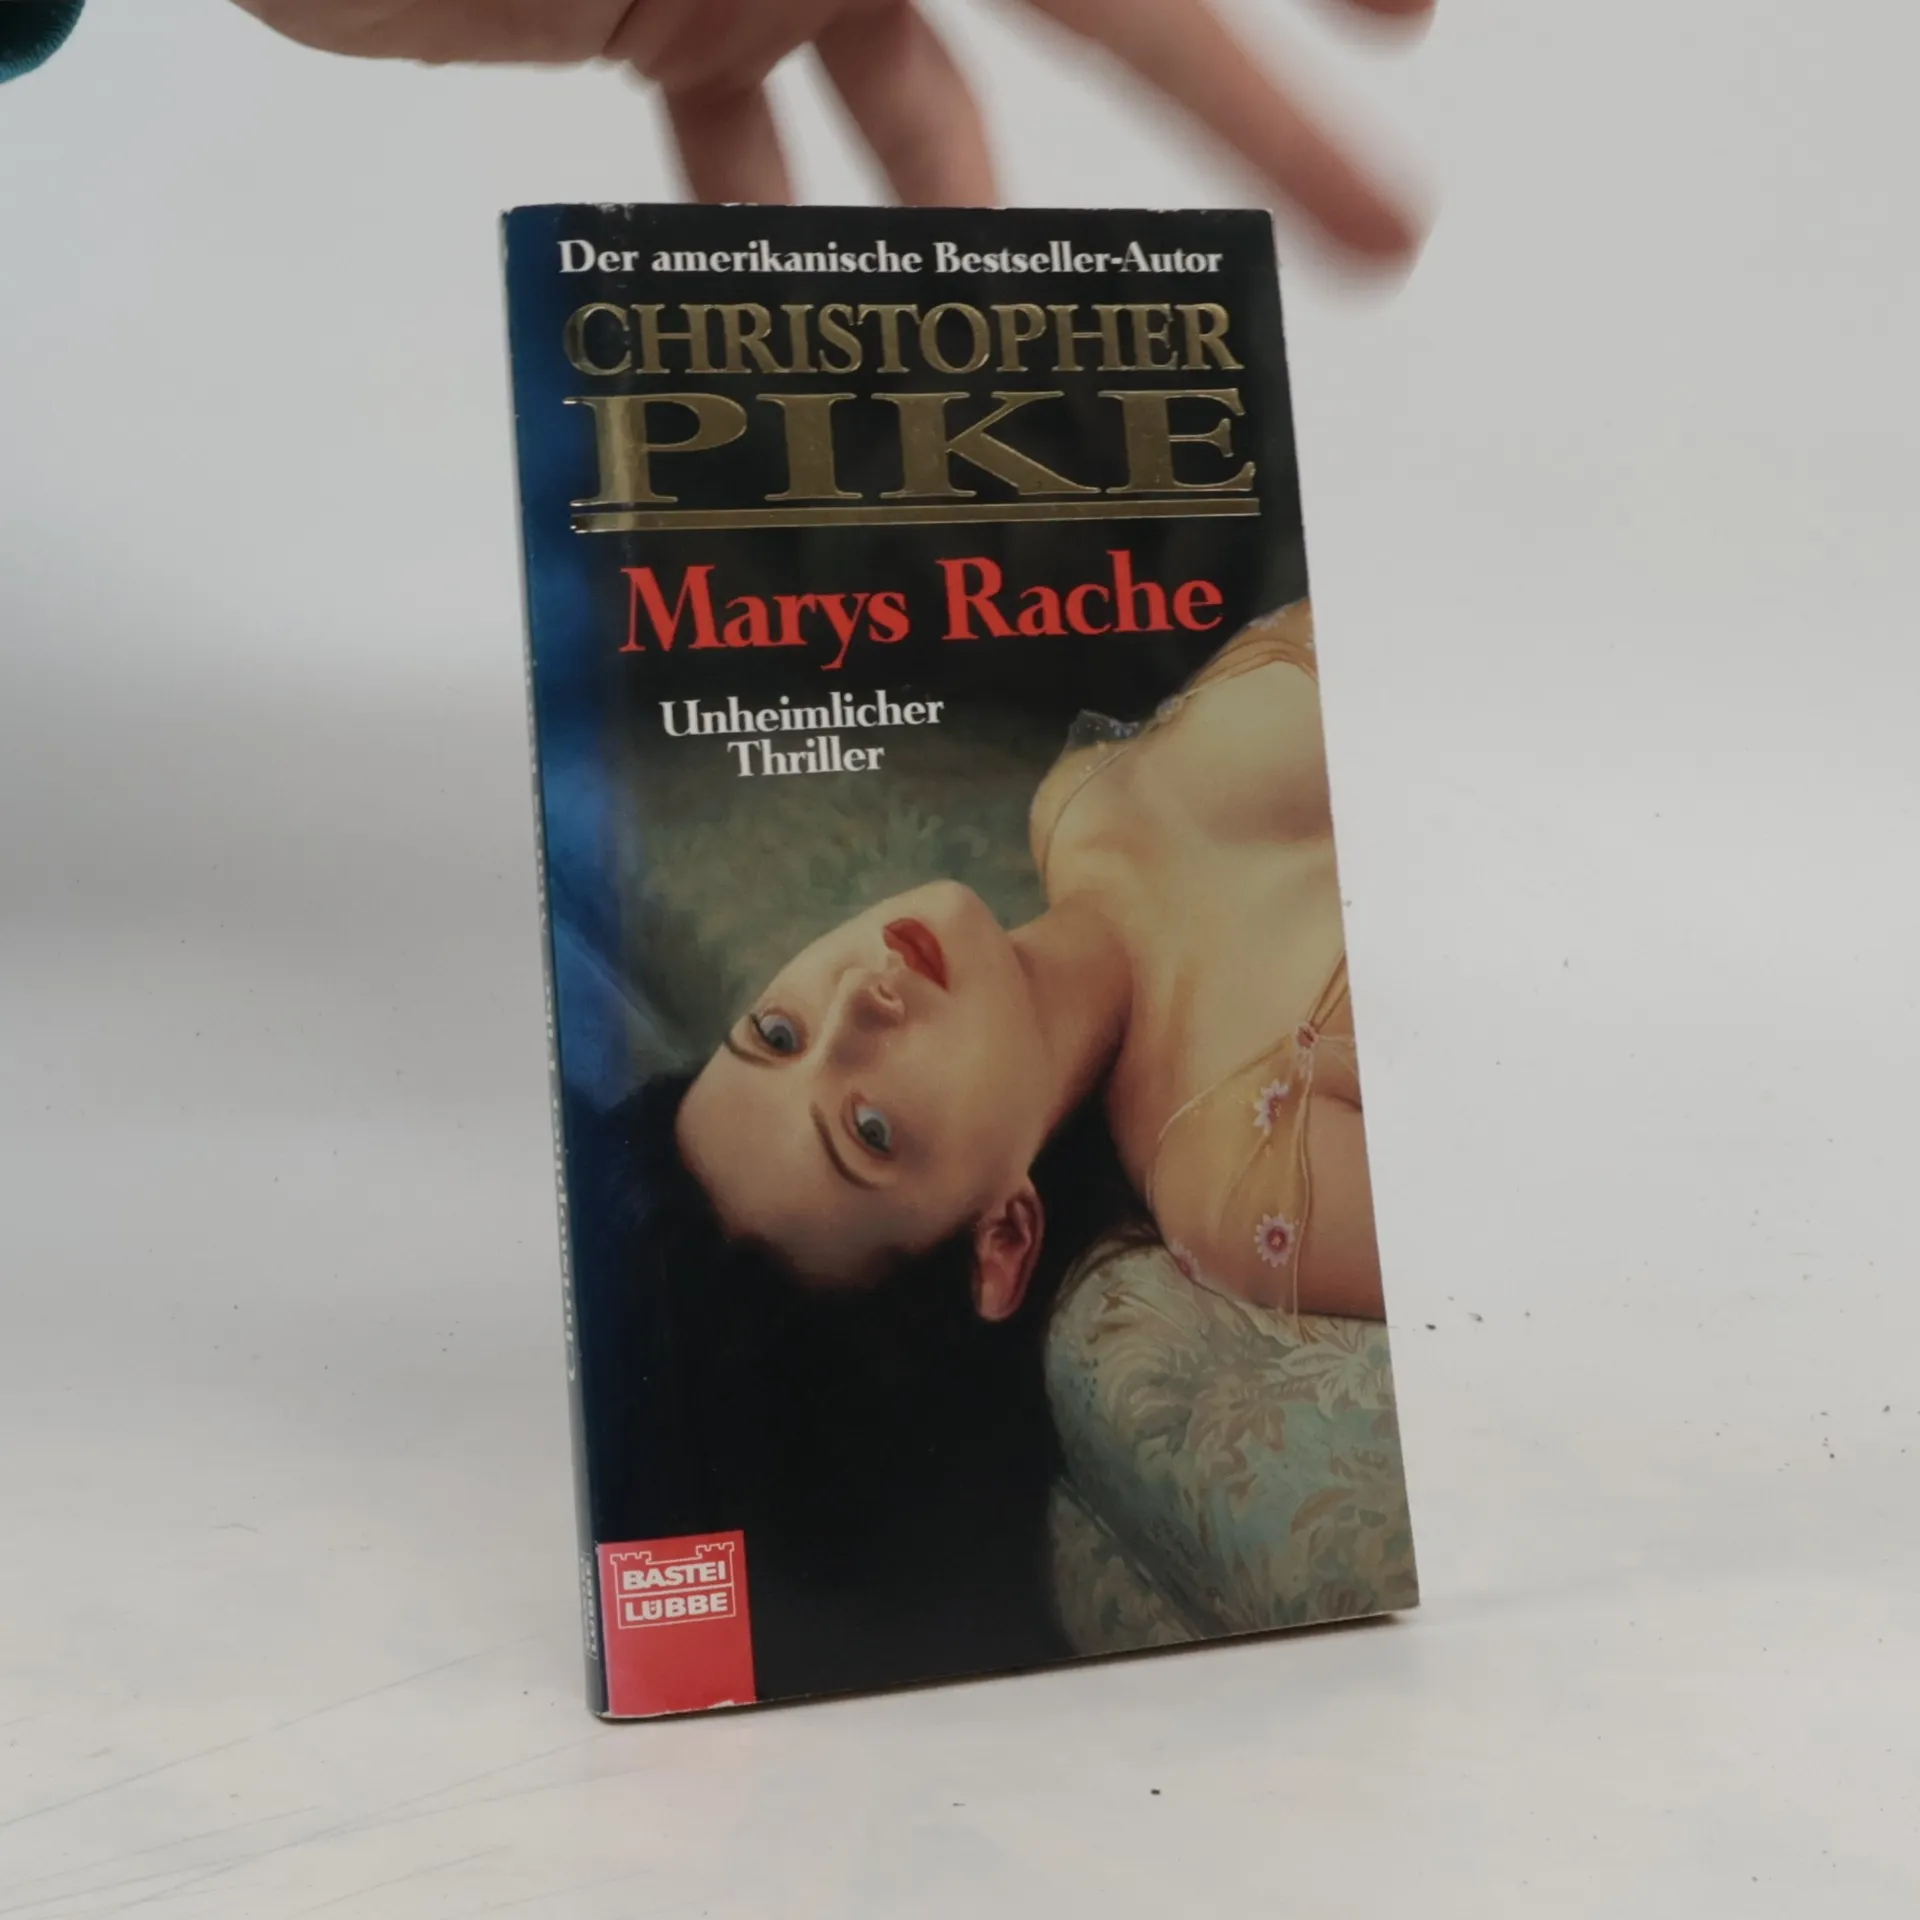 Der amerikanische Bestseller-Autor
CHRISTOPHER
PIKE
Marys Rache
Unheimlicher
Thriller
BASTEI
LÜBBE